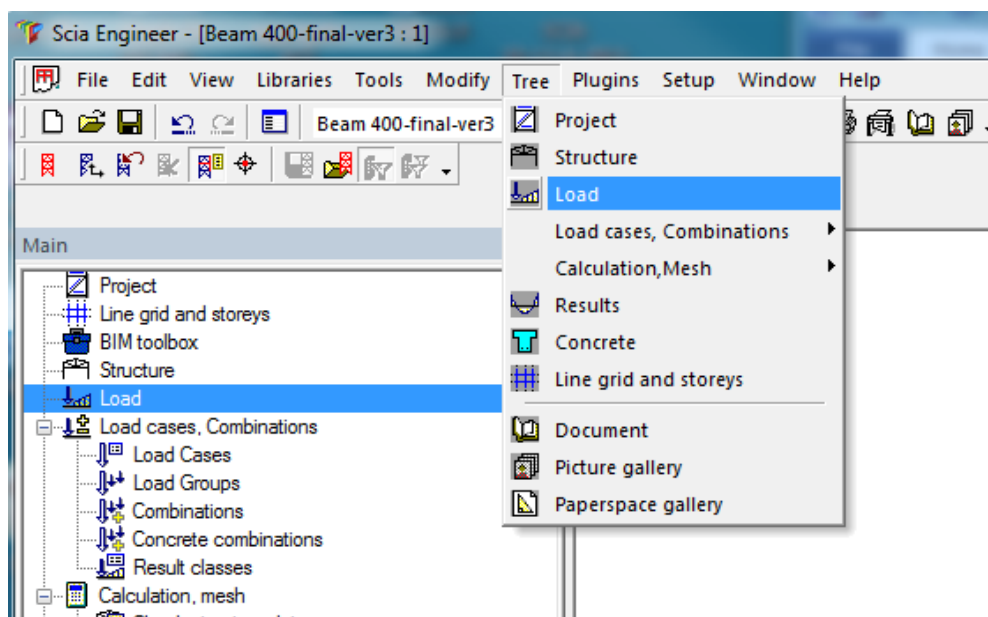 Scia Engineer - [Beam 400-final-ver3 : 1]
File Edit View Libraries Tools Modify Tree Plugins Setup Window Help
Beam 400-final-ver3
Project
Structure
Load
Load cases, Combinations
Calculation,Mesh
Results
Concrete
Line grid and storeys
Document
Picture gallery
Paperspace gallery
Main
Project
Line grid and storeys
BIM toolbox
Structure
Load
Load cases, Combinations
Load Cases
Load Groups
Combinations
Concrete combinations
Result classes
Calculation, mesh